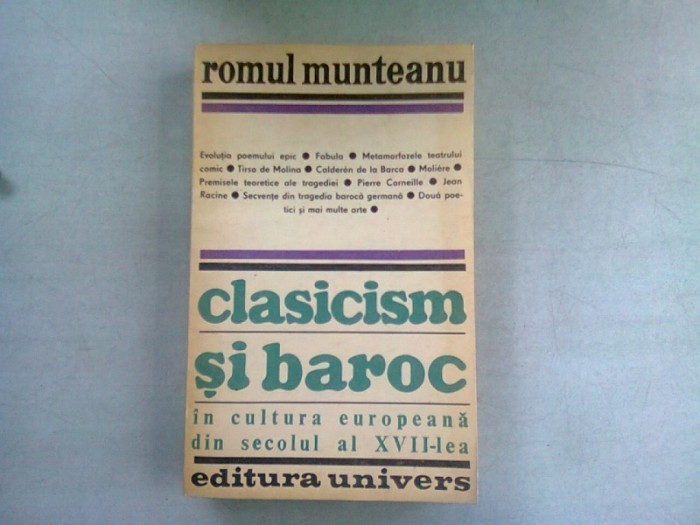 romul munteanu
Evoluția poemului epic ● Fabula ● Metamorfozele teatrului
comic ● Tirso de Molina ● Calderón de la Barca ● Molière ●
Premisele teoretice ale tragediei ● Pierre Corneille ● Jean
Racine ● Secvențe din tragedia barocă germană ● Două poe-
tici și mai multe arte ●
clasicism
și baroc
în cultura europeană
din secolul al XVII-lea
editura univers